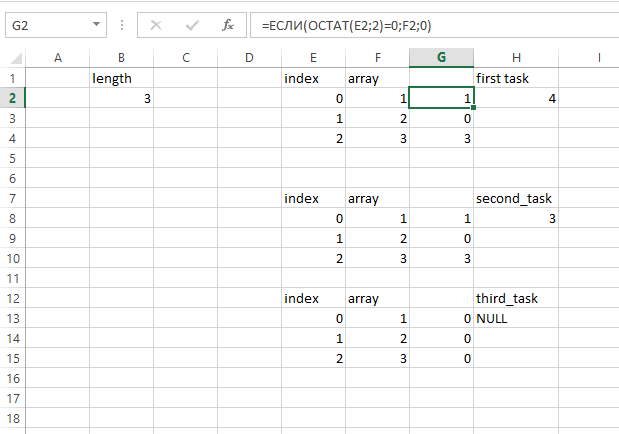 G2 fx =ЕСЛИ(ОСТАТ(E2;2)=0;F2;0)
A B C D E F G H I
1 length index array first task
2 3 0 1 1 4
3 1 2 0
4 2 3 3
5
6
7 index array second_task
8 0 1 1 3
9 1 2 0
10 2 3 3
11
12 index array third_task
13 0 1 0 NULL
14 1 2 0
15 2 3 0
16
17
18